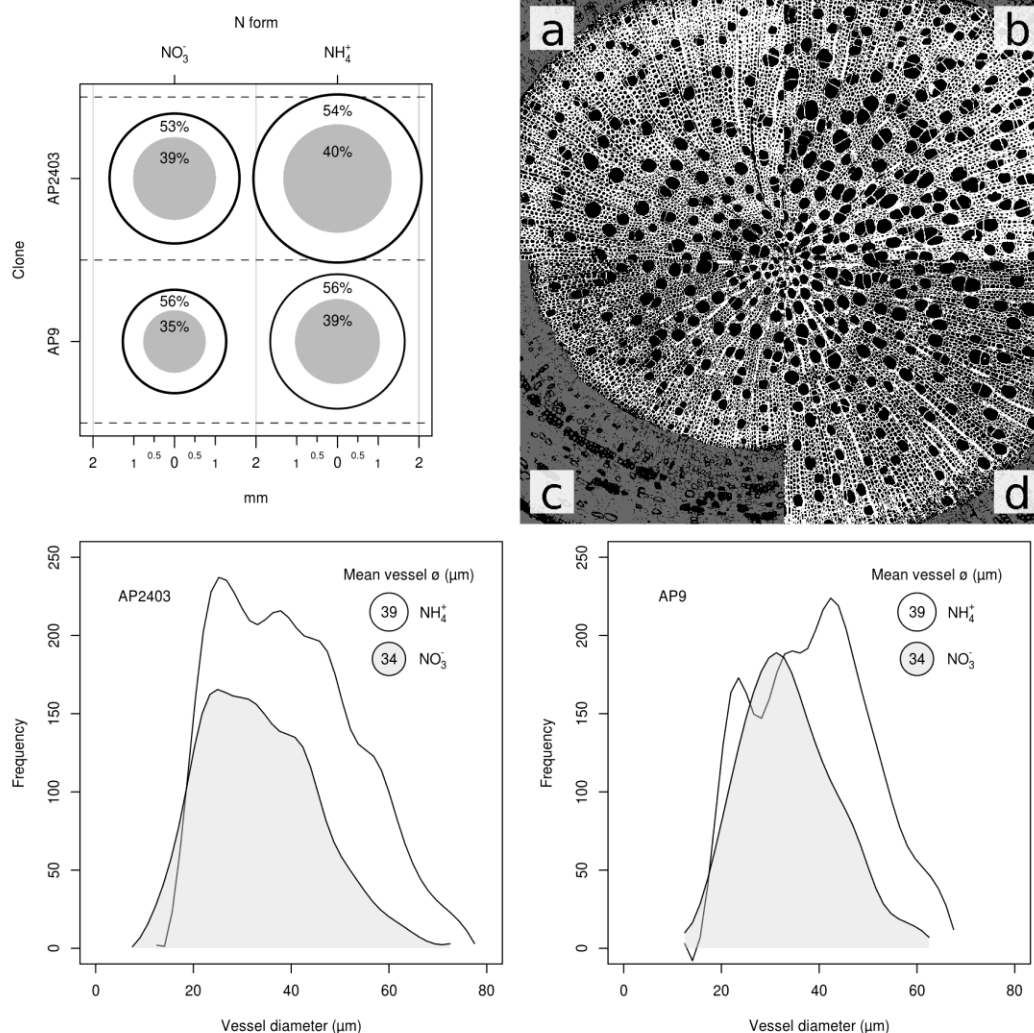 N form
NO₃⁻ NH₄⁺
53% 54%
39% 40%
AP2403
Clone
56% 56%
35% 39%
AP9
2 1 0.5 0 0.5 1 2 1 0.5 0 0.5 1 2
mm
a b
c d
250
200
150
100
50
0
Frequency
AP2403
Mean vessel ø (µm)
39 NH₄⁺
34 NO₃⁻
0 20 40 60 80
Vessel diameter (µm)
250
200
150
100
50
0
Frequency
AP9
Mean vessel ø (µm)
39 NH₄⁺
34 NO₃⁻
0 20 40 60 80
Vessel diameter (µm)